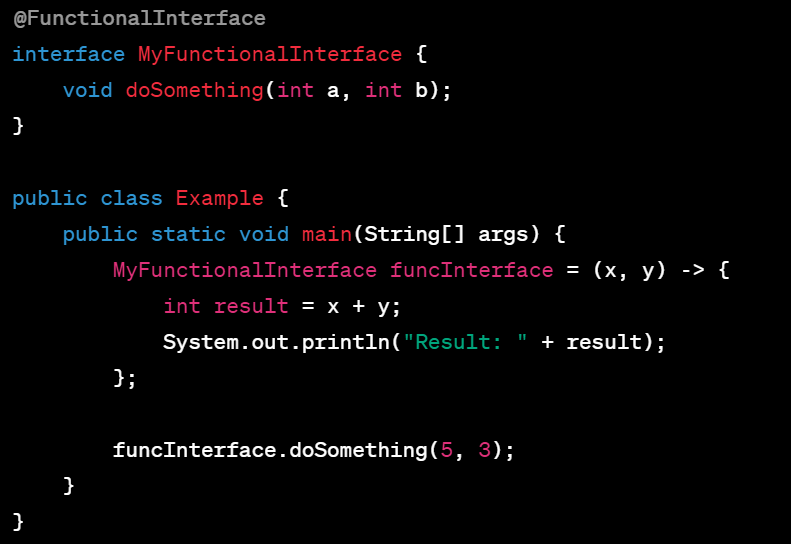 @FunctionalInterface
interface MyFunctionalInterface {
    void doSomething(int a, int b);
}

public class Example {
    public static void main(String[] args) {
        MyFunctionalInterface funcInterface = (x, y) -> {
            int result = x + y;
            System.out.println("Result: " + result);
        };

        funcInterface.doSomething(5, 3);
    }
}